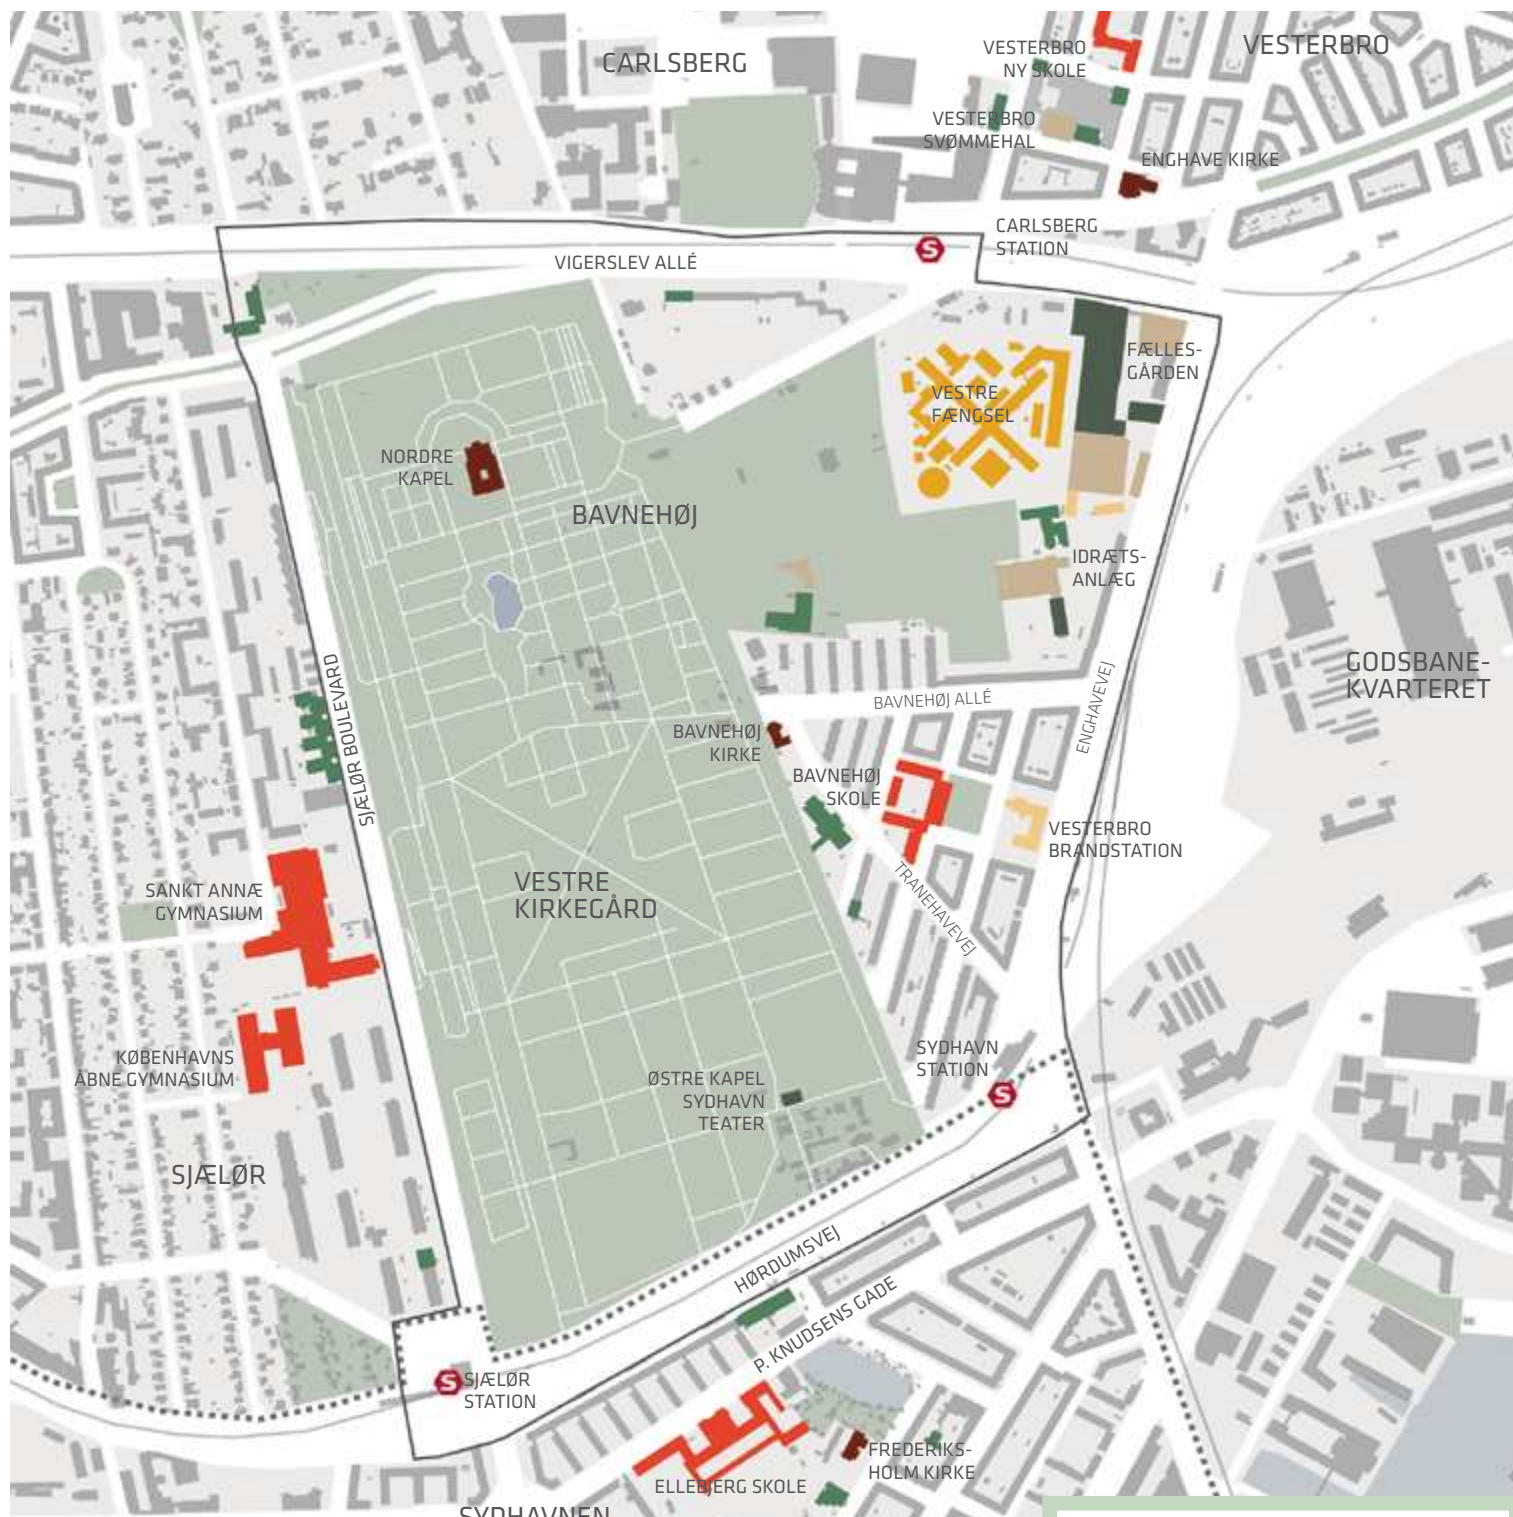 CARLSBERG
VESTERBRO
NY SKOLE
VESTERBRO
VESTERBRO
SVØMMEHAL
ENGHAVE KIRKE
CARLSBERG
STATION
S
VIGERSLEV ALLÉ
FÆLLES-
GÅRDEN
VESTRE
FÆNGSEL
NORDRE
KAPEL
BAVNEHØJ
IDRÆTS-
ANLÆG
GODSBANE-
KVARTERET
SJÆLØR BOULEVARD
BAVNEHØJ ALLÉ
ENGHAVEVEJ
BAVNEHØJ
KIRKE
BAVNEHØJ
SKOLE
VESTERBRO
BRANDSTATION
TRANEHAVEVEJ
SANKT ANNÆ
GYMNASIUM
VESTRE
KIRKEGÅRD
KØBENHAVNS
ÅBNE GYMNASIUM
SYDHAVN
STATION
S
ØSTRE KAPEL
SYDHAVN
TEATER
SJÆLØR
HØRDUMSVEJ
P. KNUDSENS GADE
S
SJÆLØR
STATION
FREDERIKS-
HOLM KIRKE
ELLEBJERG SKOLE
SYDHAVNEN